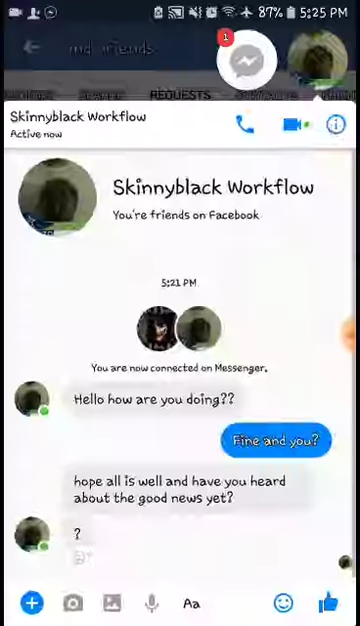 87% 5:25 PM
1
REQUESTS
Skinnyblack Workflow
Active now
Skinnyblack Workflow
You're friends on Facebook
5:21 PM
You are now connected on Messenger.
Hello how are you doing??
Fine and you?
hope all is well and have you heard
about the good news yet?
?
Aa